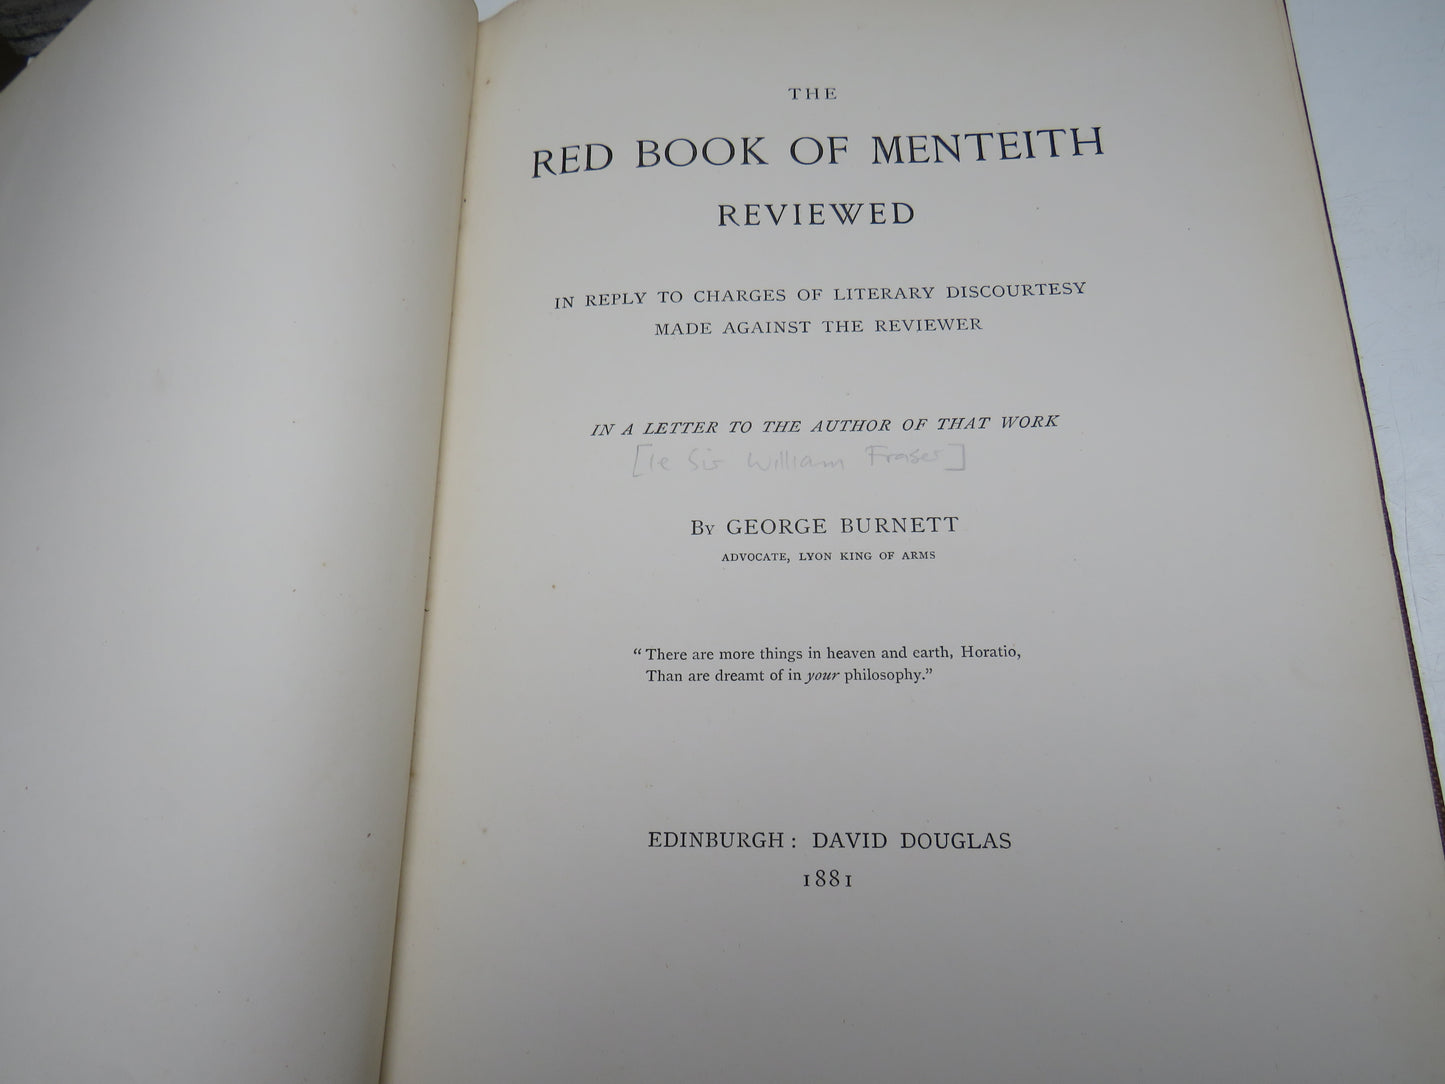 THE
RED BOOK OF MENTEITH
REVIEWED
IN REPLY TO CHARGES OF LITERARY DISCOURTESY
MADE AGAINST THE REVIEWER
IN A LETTER TO THE AUTHOR OF THAT WORK
[ie Sir William Fraser]
BY GEORGE BURNETT
ADVOCATE, LYON KING OF ARMS
“There are more things in heaven and earth, Horatio,
Than are dreamt of in your philosophy.”
EDINBURGH: DAVID DOUGLAS
1881